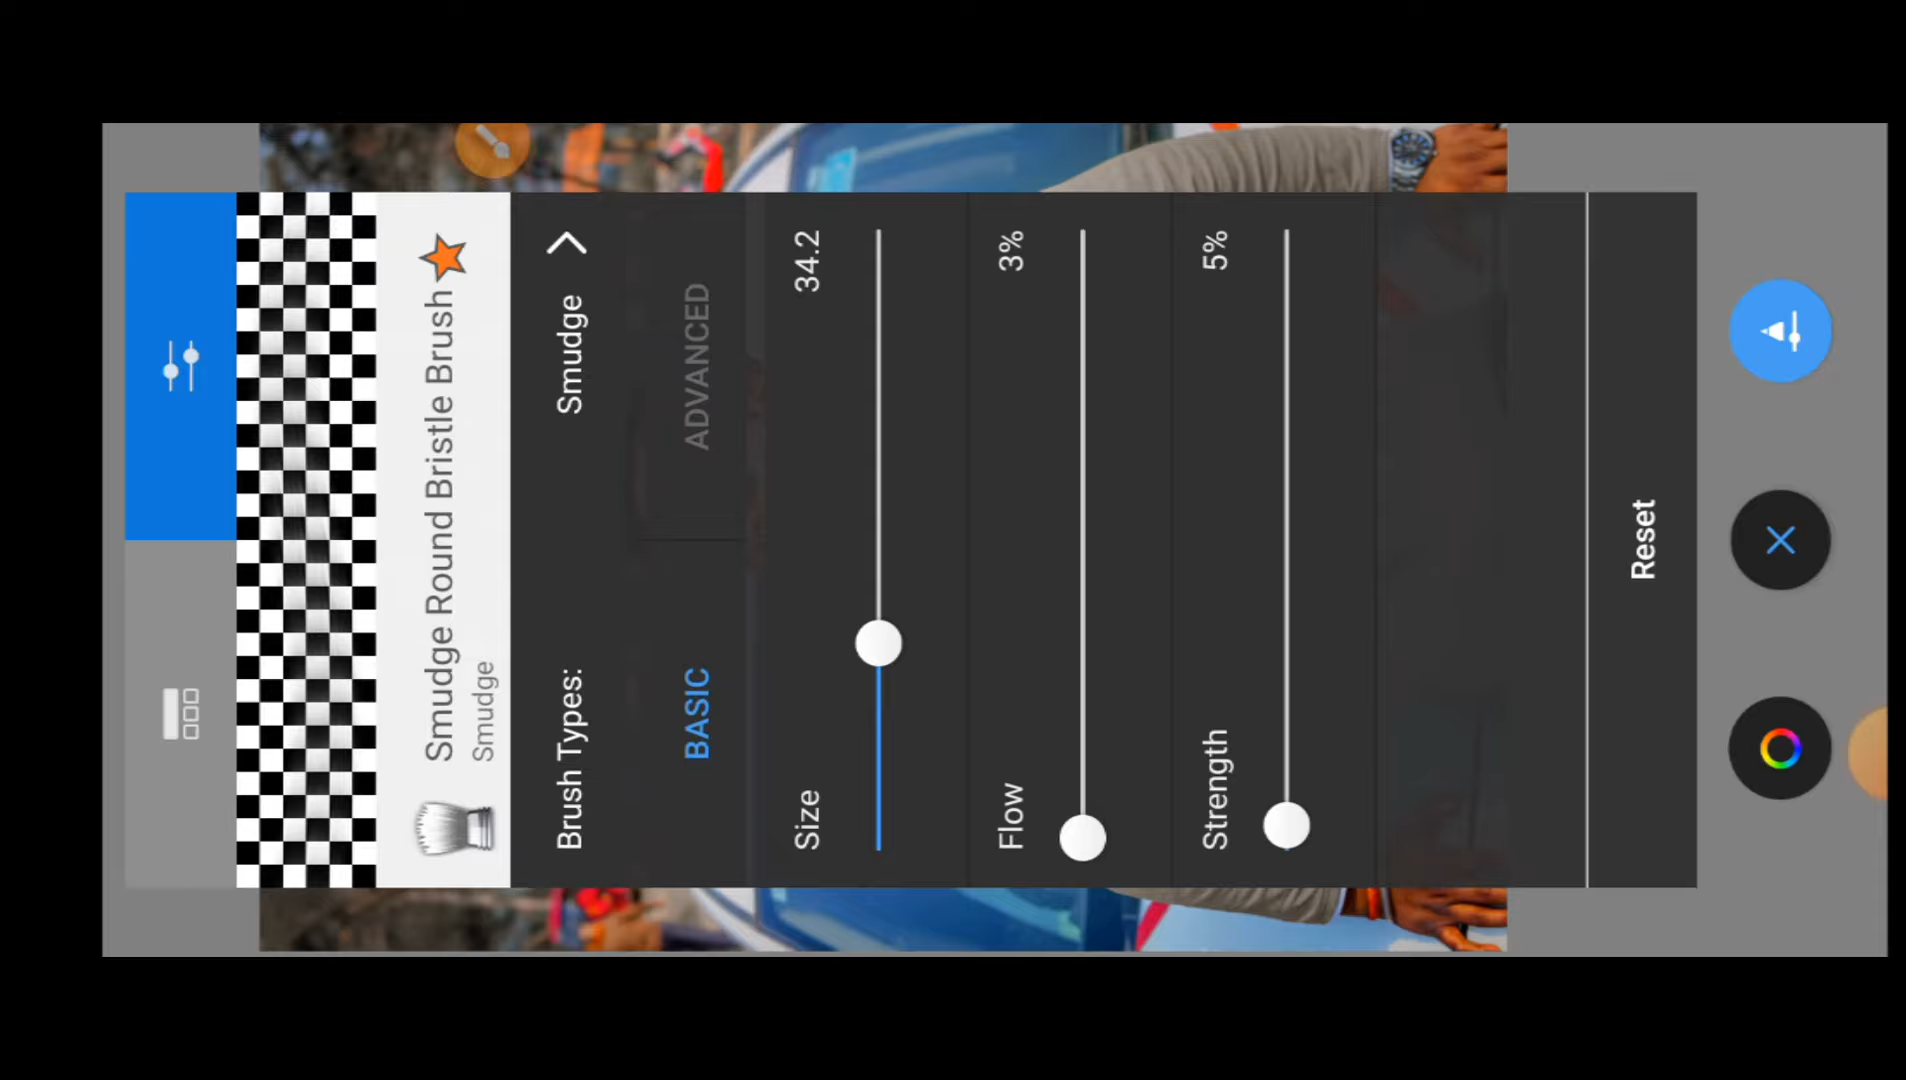 Smudge Round Bristle Brush
Smudge
Brush Types: Smudge
BASIC ADVANCED
Size 34.2
Flow 3%
Strength 5%
Reset